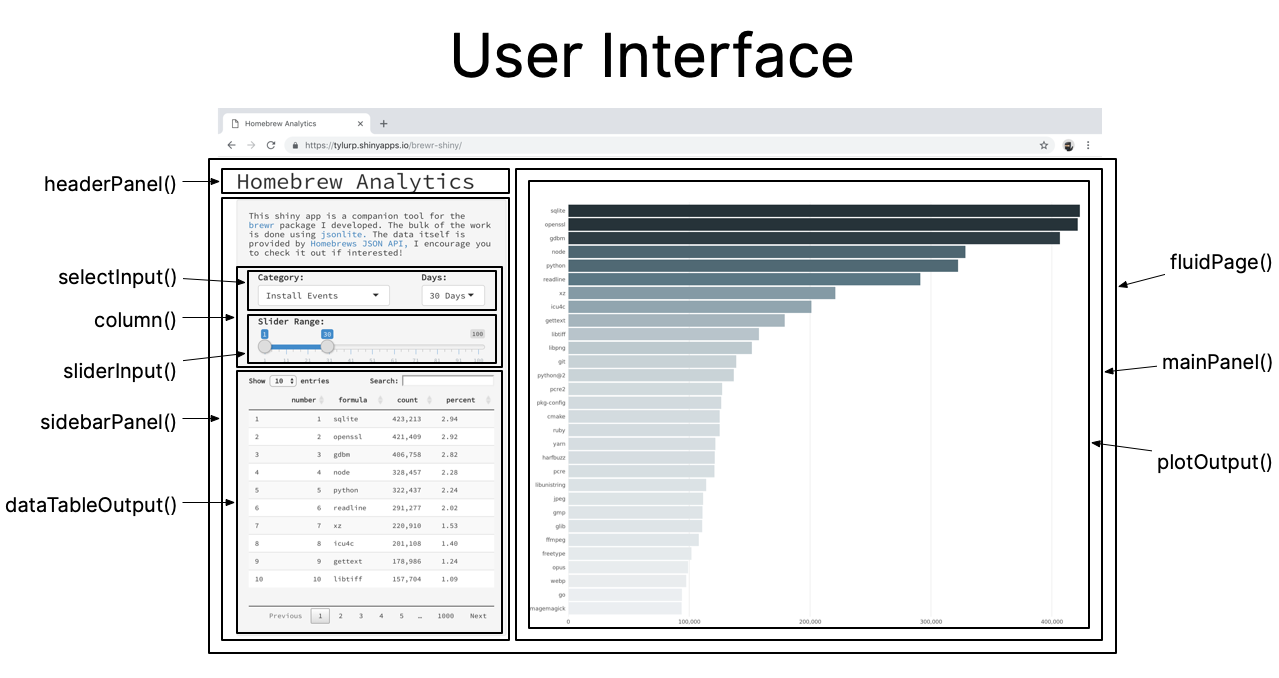 User Interface
Homebrew Analytics
https://tylurp.shinyapps.io/brewr-shiny/
headerPanel()
selectInput()
column()
sliderInput()
sidebarPanel()
dataTableOutput()
Homebrew Analytics
This shiny app is a companion tool for the
brewr package I developed. The bulk of the work
is done using jsonlite. The data itself is
provided by Homebrews JSON API, I encourage you
to check it out if interested!
Category: Days:
Install Events 30 Days
Slider Range:
1 30 100
Show 10 entries Search:
number formula count percent
1 1 sqlite 423,213 2.94
2 2 openssl 421,409 2.92
3 3 gdbm 406,758 2.82
4 4 node 328,457 2.28
5 5 python 322,437 2.24
6 6 readline 291,277 2.02
7 7 xz 220,910 1.53
8 8 icu4c 201,108 1.40
9 9 gettext 178,986 1.24
10 10 libtiff 157,704 1.09
Previous 1 2 3 4 5 … 1000 Next
sqlite
openssl
gdbm
node
python
readline
xz
icu4c
gettext
libtiff
libpng
git
python@2
pcre2
pkg-config
cmake
ruby
yarn
harfbuzz
pcre
libunistring
jpeg
gmp
glib
ffmpeg
freetype
opus
webp
go
magemagick
0 100,000 200,000 300,000 400,000
fluidPage()
mainPanel()
plotOutput()